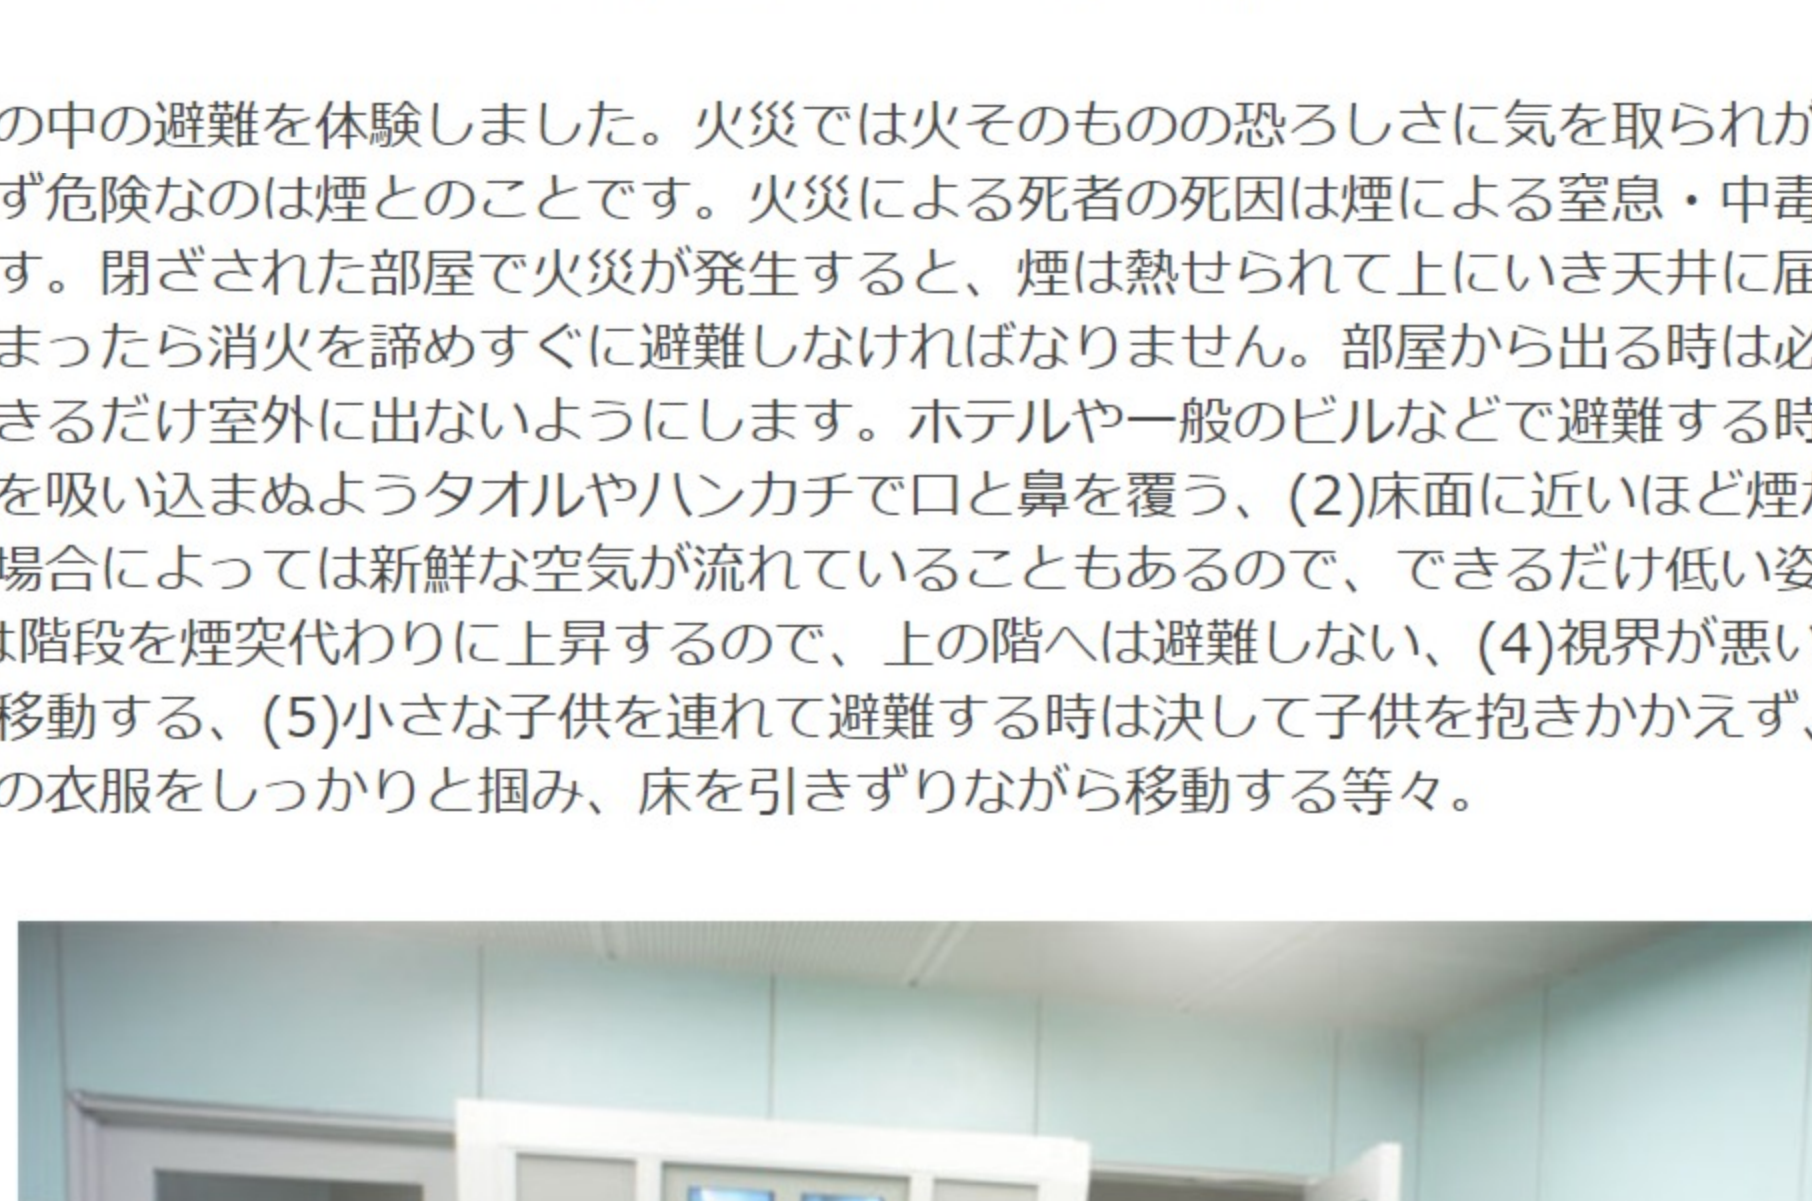 の中の避難を体験しました。火災では火そのものの恐ろしさに気を取られが
ず危険なのは煙とのことです。火災による死者の死因は煙による窒息・中毒
す。閉ざされた部屋で火災が発生すると、煙は熱せられて上にいき天井に届
まったら消火を諦めすぐに避難しなければなりません。部屋から出る時は必
きるだけ室外に出ないようにします。ホテルや一般のビルなどで避難する時
を吸い込まぬようタオルやハンカチで口と鼻を覆う、(2)床面に近いほど煙が
場合によっては新鮮な空気が流れていることもあるので、できるだけ低い姿
は階段を煙突代わりに上昇するので、上の階へは避難しない、(4)視界が悪い
移動する、(5)小さな子供を連れて避難する時は決して子供を抱きかかえず、
の衣服をしっかりと掴み、床を引きずりながら移動する等々。